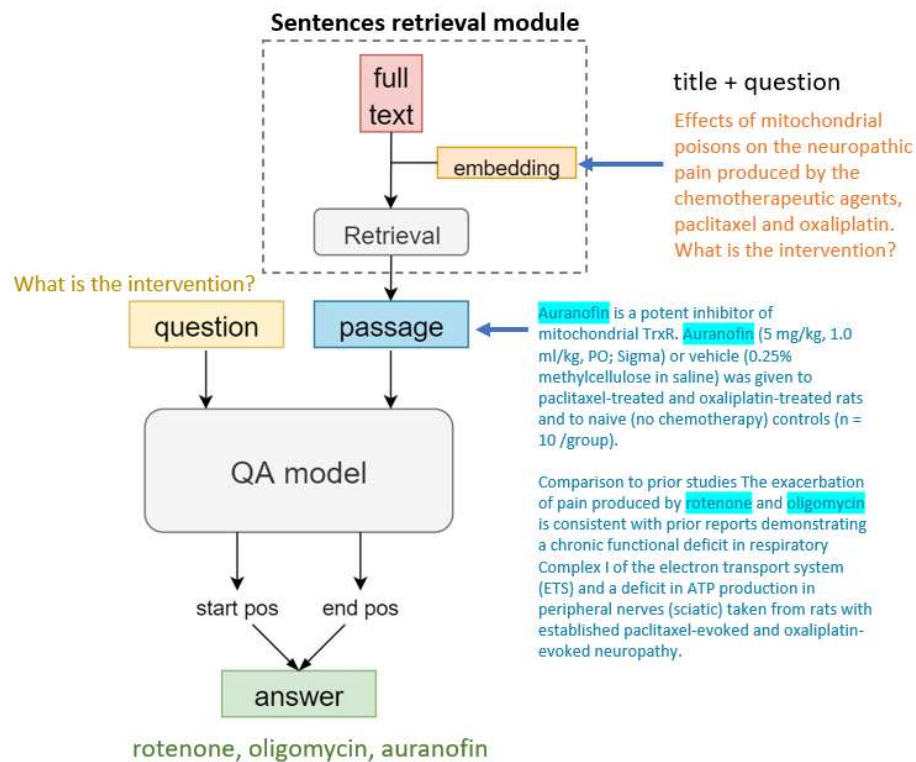 Sentences retrieval module
full
text
embedding
Retrieval
title + question
Effects of mitochondrial
poisons on the neuropathic
pain produced by the
chemotherapeutic agents,
paclitaxel and oxaliplatin.
What is the intervention?
What is the intervention?
question
passage
Auranofin is a potent inhibitor of
mitochondrial TrxR. Auranofin (5 mg/kg, 1.0
ml/kg, PO; Sigma) or vehicle (0.25%
methylcellulose in saline) was given to
paclitaxel-treated and oxaliplatin-treated rats
and to naive (no chemotherapy) controls (n =
10 /group).
Comparison to prior studies The exacerbation
of pain produced by rotenone and oligomycin
is consistent with prior reports demonstrating
a chronic functional deficit in respiratory
Complex I of the electron transport system
(ETS) and a deficit in ATP production in
peripheral nerves (sciatic) taken from rats with
established paclitaxel-evoked and oxaliplatin-
evoked neuropathy.
QA model
start pos
end pos
answer
rotenone, oligomycin, auranofin